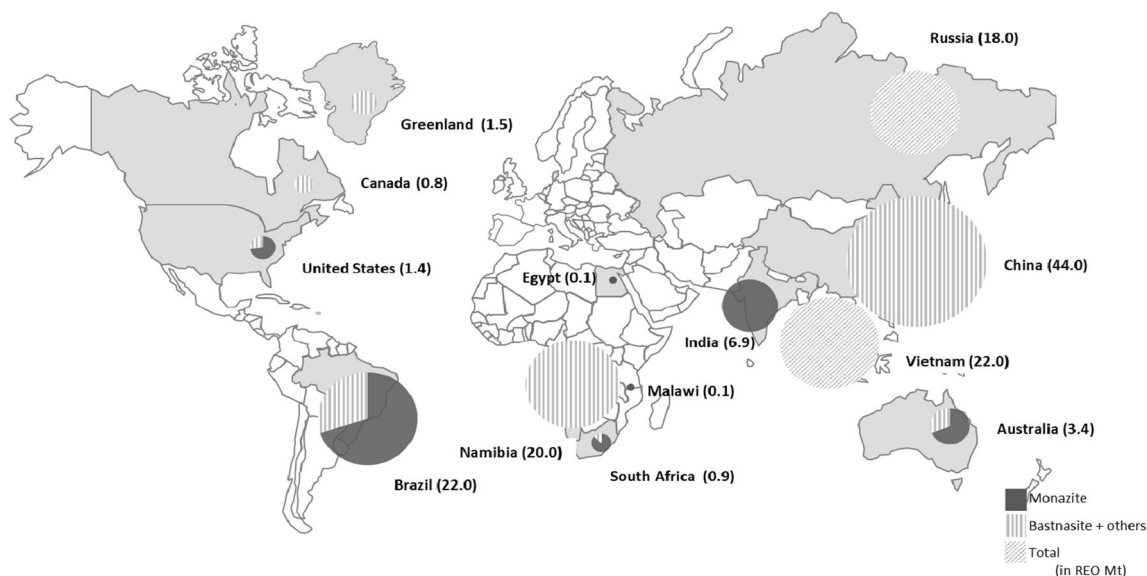 Russia (18.0)
Greenland (1.5)
Canada (0.8)
United States (1.4)
Egypt (0.1)
China (44.0)
India (6.9)
Vietnam (22.0)
Malawi (0.1)
Namibia (20.0)
South Africa (0.9)
Australia (3.4)
Brazil (22.0)
Monazite
Bastnasite + others
Total
(in REO Mt)